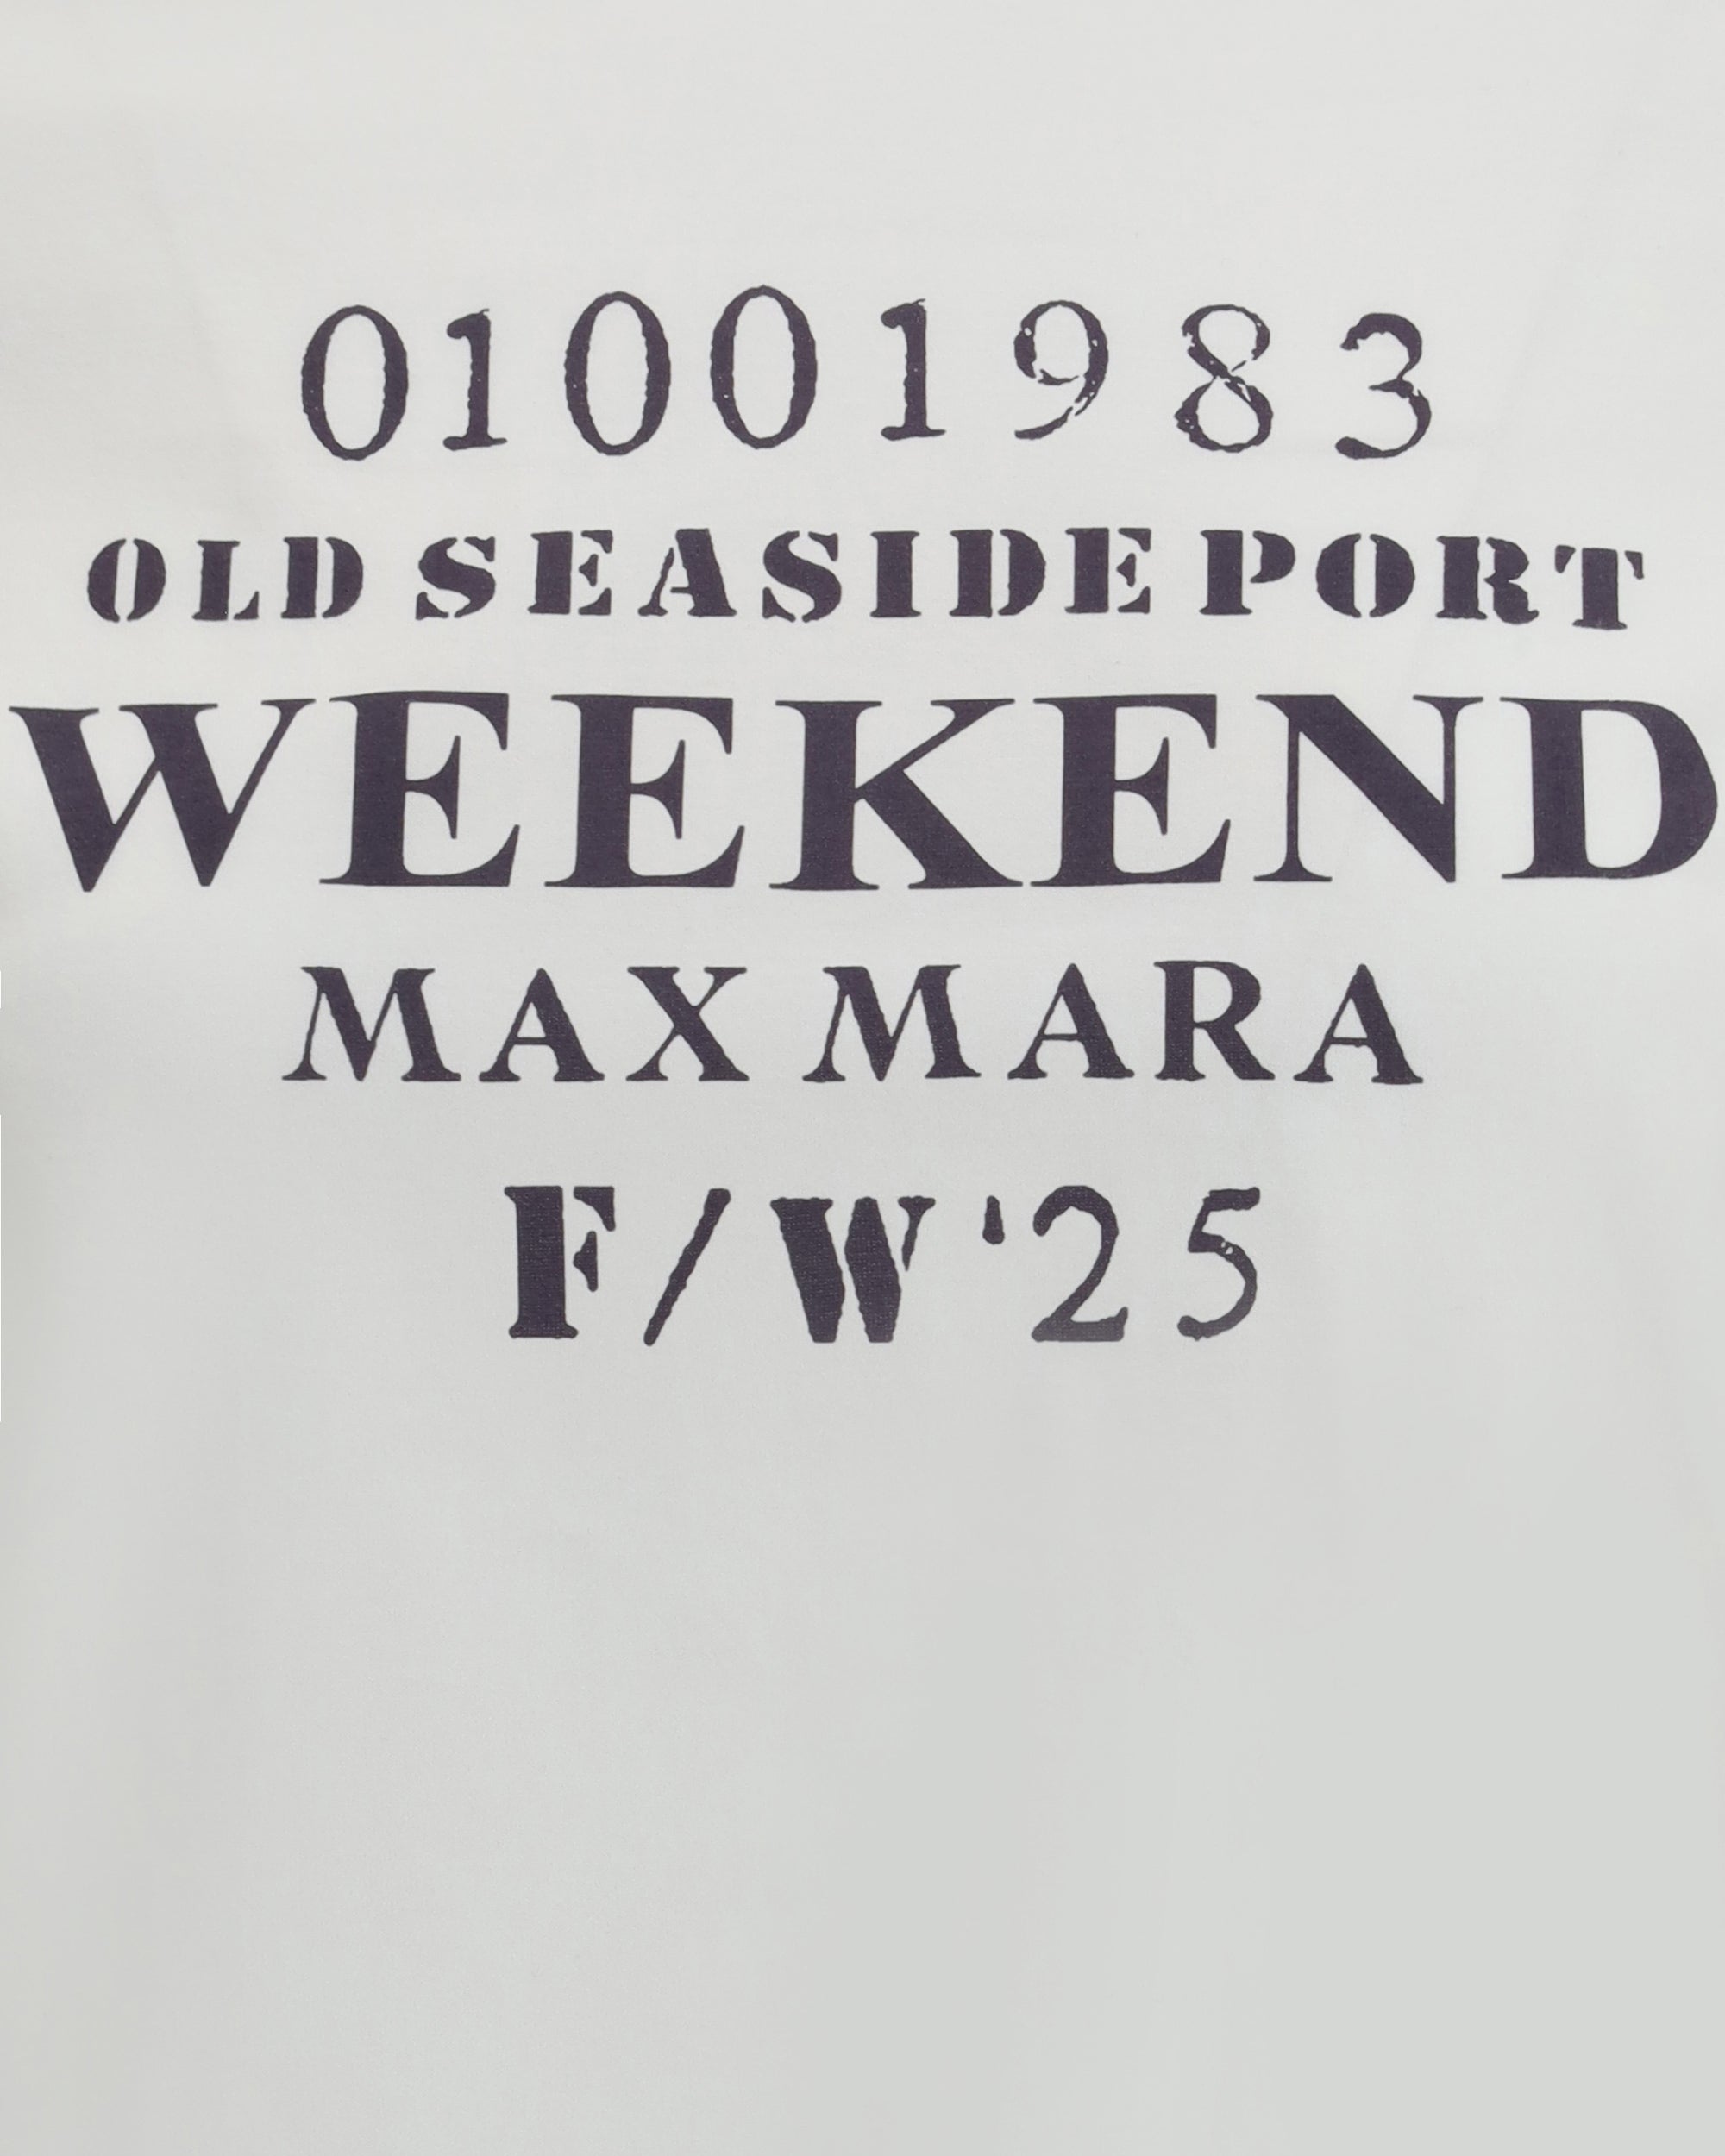 01001983
OLD SEASIDE PORT
WEEKEND
MAX MARA
F/W '25